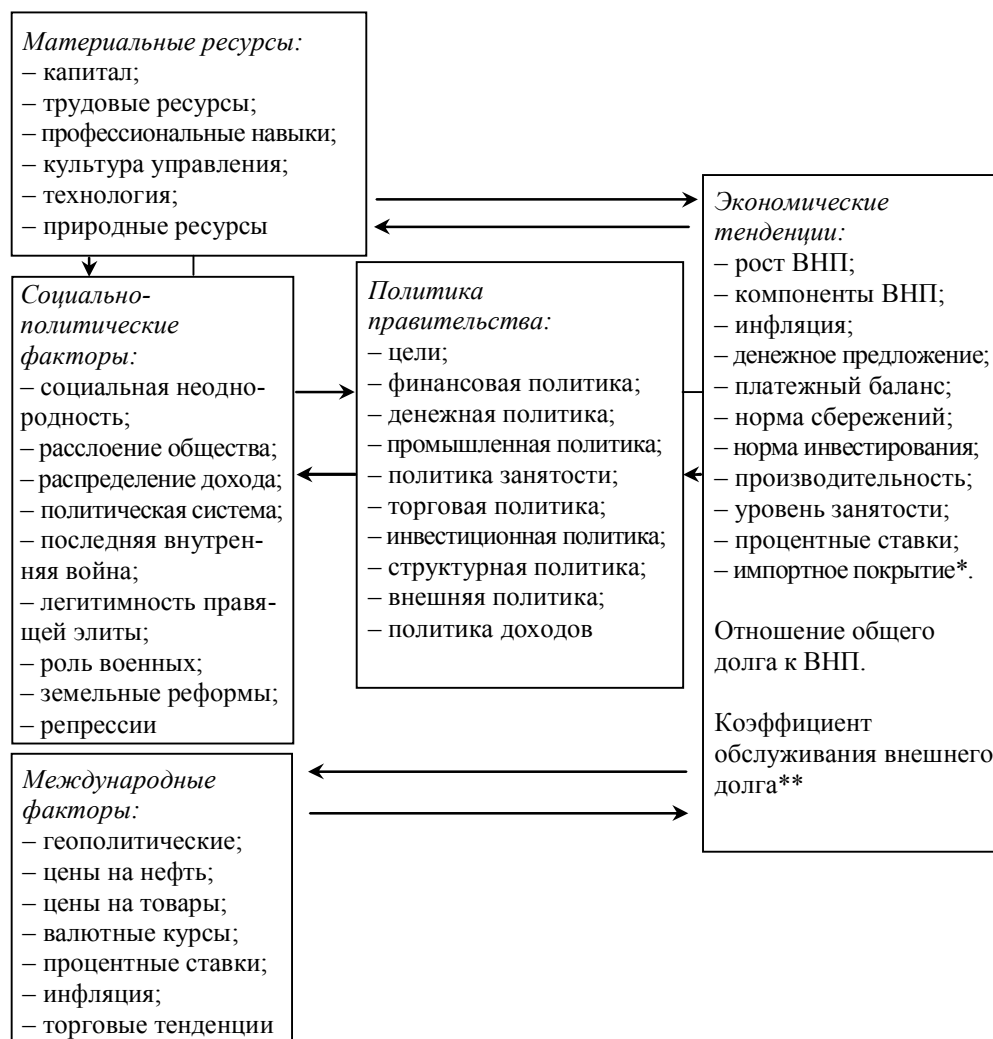 Материальные ресурсы:
– капитал;
– трудовые ресурсы;
– профессиональные навыки;
– культура управления;
– технология;
– природные ресурсы
Социально-
политические
факторы:
– социальная неодно-
родность;
– расслоение общества;
– распределение дохода;
– политическая система;
– последняя внутрен-
няя война;
– легитимность правя-
щей элиты;
– роль военных;
– земельные реформы;
– репрессии
Политика
правительства:
– цели;
– финансовая политика;
– денежная политика;
– промышленная политика;
– политика занятости;
– торговая политика;
– инвестиционная политика;
– структурная политика;
– внешняя политика;
– политика доходов
Экономические
тенденции:
– рост ВНП;
– компоненты ВНП;
– инфляция;
– денежное предложение;
– платежный баланс;
– норма сбережений;
– норма инвестирования;
– производительность;
– уровень занятости;
– процентные ставки;
– импортное покрытие*.
Отношение общего
долга к ВНП.
Коэффициент
обслуживания внешнего
долга**
Международные
факторы:
– геополитические;
– цены на нефть;
– цены на товары;
– валютные курсы;
– процентные ставки;
– инфляция;
– торговые тенденции